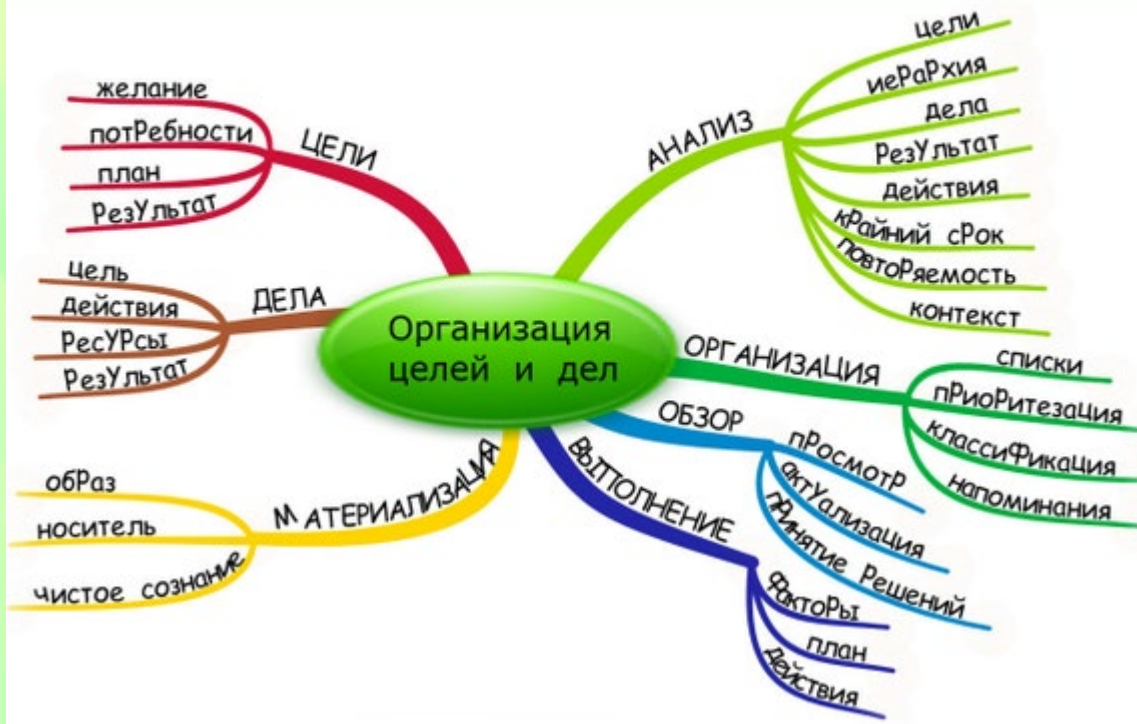 Организация
целей и дел
ЦЕЛИ
желание
потРебности
план
РезУльтат
ДЕЛА
цель
действия
РесУРсы
РезУльтат
МАТЕРИАЛИЗАЦИЯ
обРаз
носитель
чистое сознание
АНАЛИЗ
цели
иеРаРхия
дела
РезУльтат
действия
кРайний сРок
повтоРяемость
контекст
ОРГАНИЗАЦИЯ
списки
пРиоРитезация
классиФикация
напоминания
ОБЗОР
пРосмотР
актУализация
пРинятие Решений
ВЫПОЛНЕНИЕ
ФактоРы
план
действия